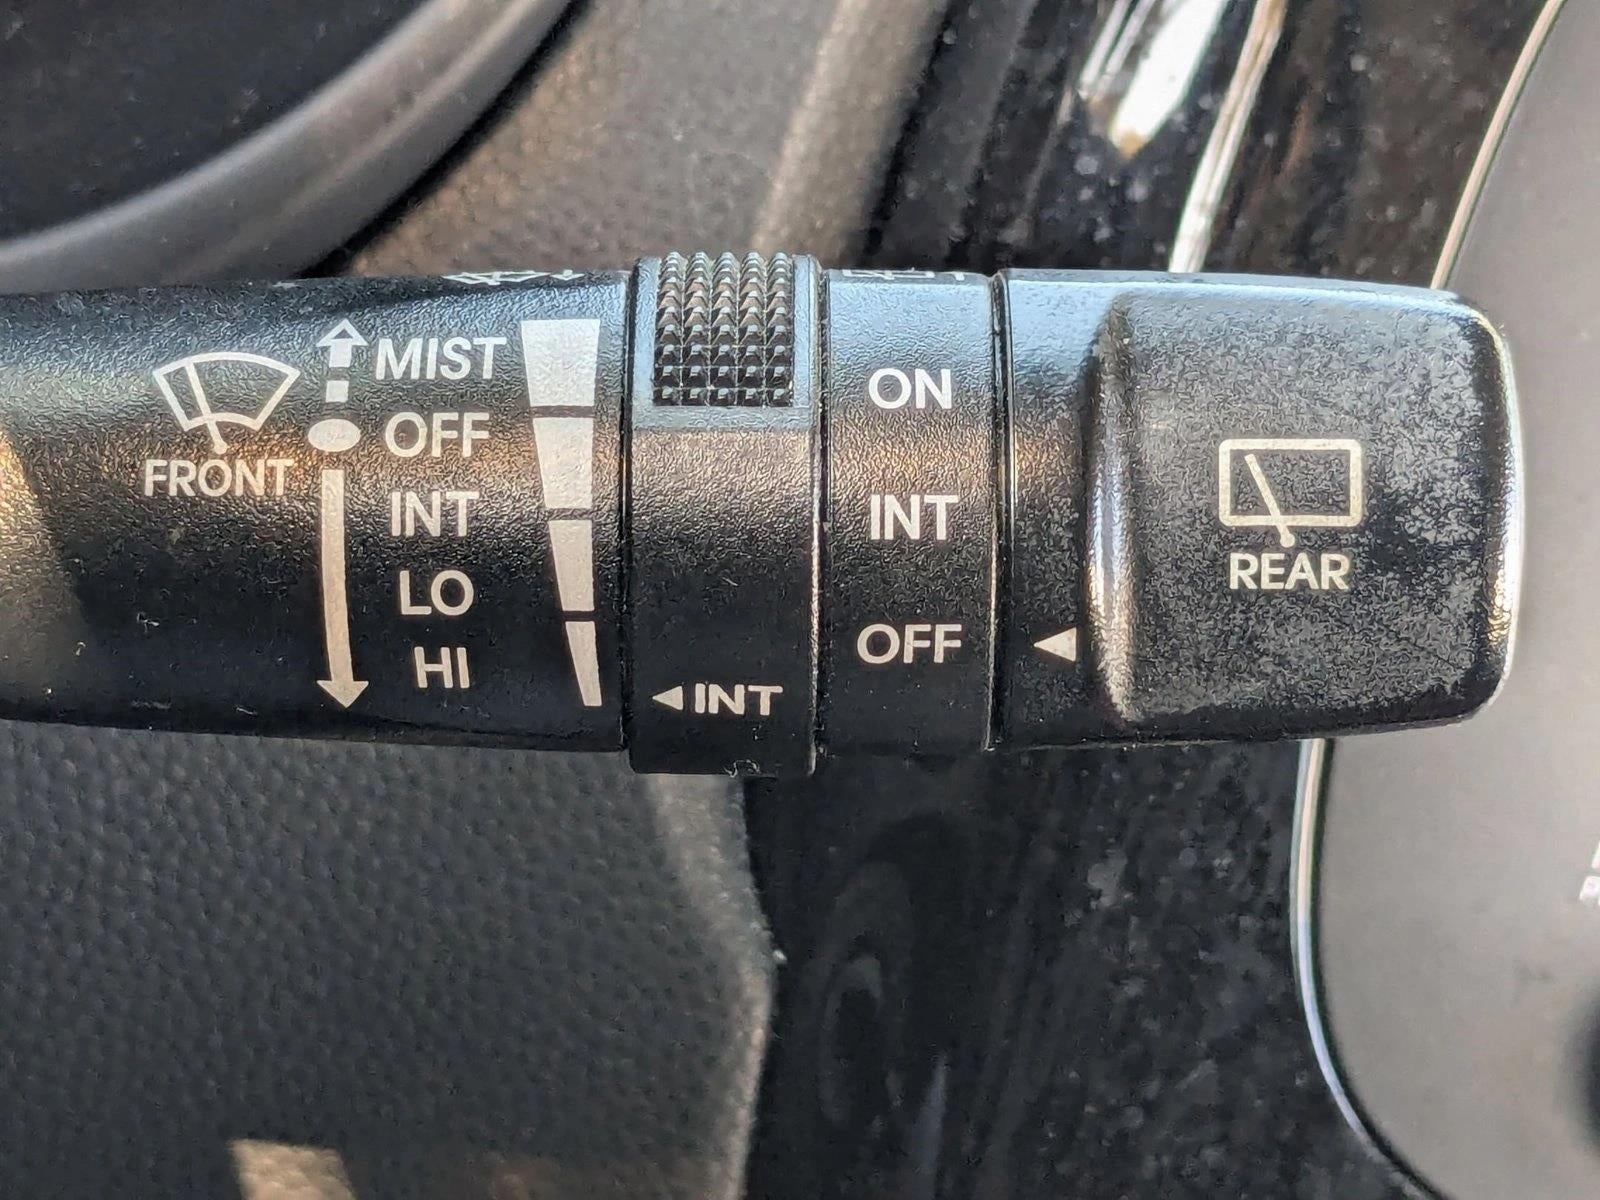 FRONT
MIST
OFF
INT
LO
HI
INT
ON
INT
OFF
REAR